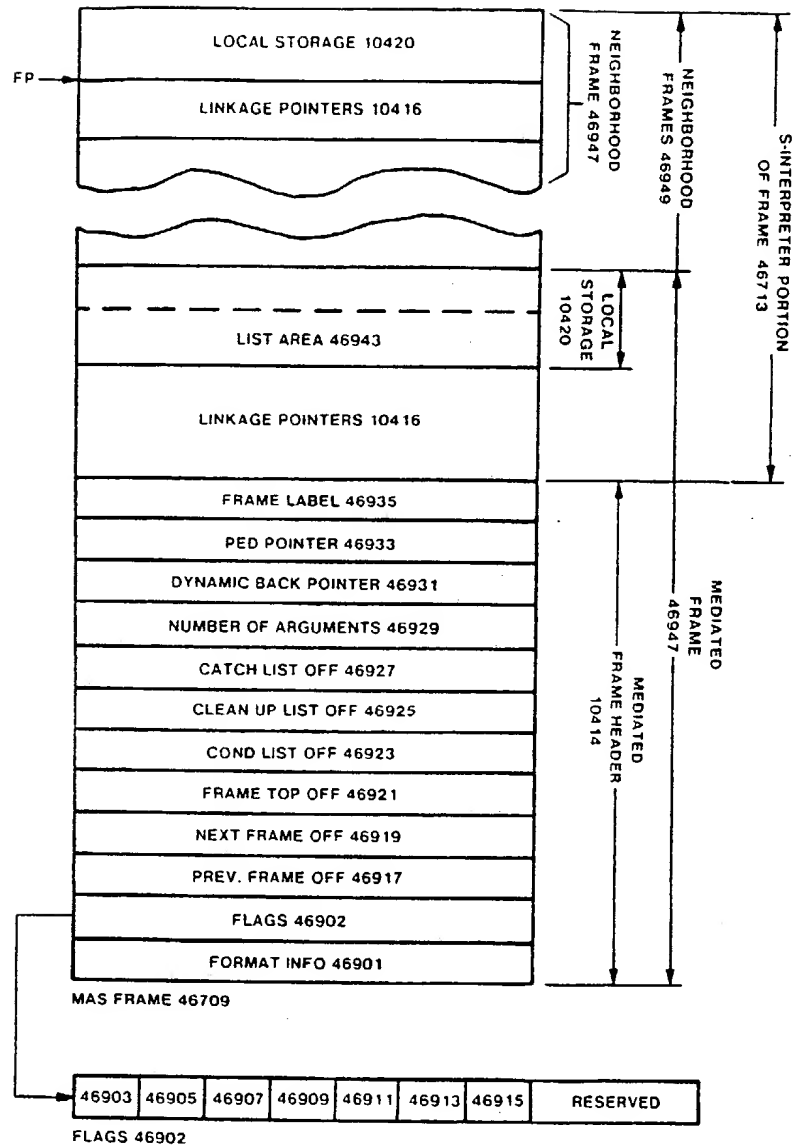 LOCAL STORAGE 10420
FP
LINKAGE POINTERS 10416
NEIGHBORHOOD
FRAME 46947
NEIGHBORHOOD
FRAMES 46949
S-INTERPRETER PORTION
OF FRAME 46713
LOCAL
STORAGE
10420
LIST AREA 46943
LINKAGE POINTERS 10416
FRAME LABEL 46935
PED POINTER 46933
DYNAMIC BACK POINTER 46931
NUMBER OF ARGUMENTS 46929
CATCH LIST OFF 46927
CLEAN UP LIST OFF 46925
COND LIST OFF 46923
FRAME TOP OFF 46921
NEXT FRAME OFF 46919
PREV. FRAME OFF 46917
FLAGS 46902
FORMAT INFO 46901
MEDIATED
FRAME
46947
MEDIATED
FRAME HEADER
10414
MAS FRAME 46709
46903 46905 46907 46909 46911 46913 46915 RESERVED
FLAGS 46902